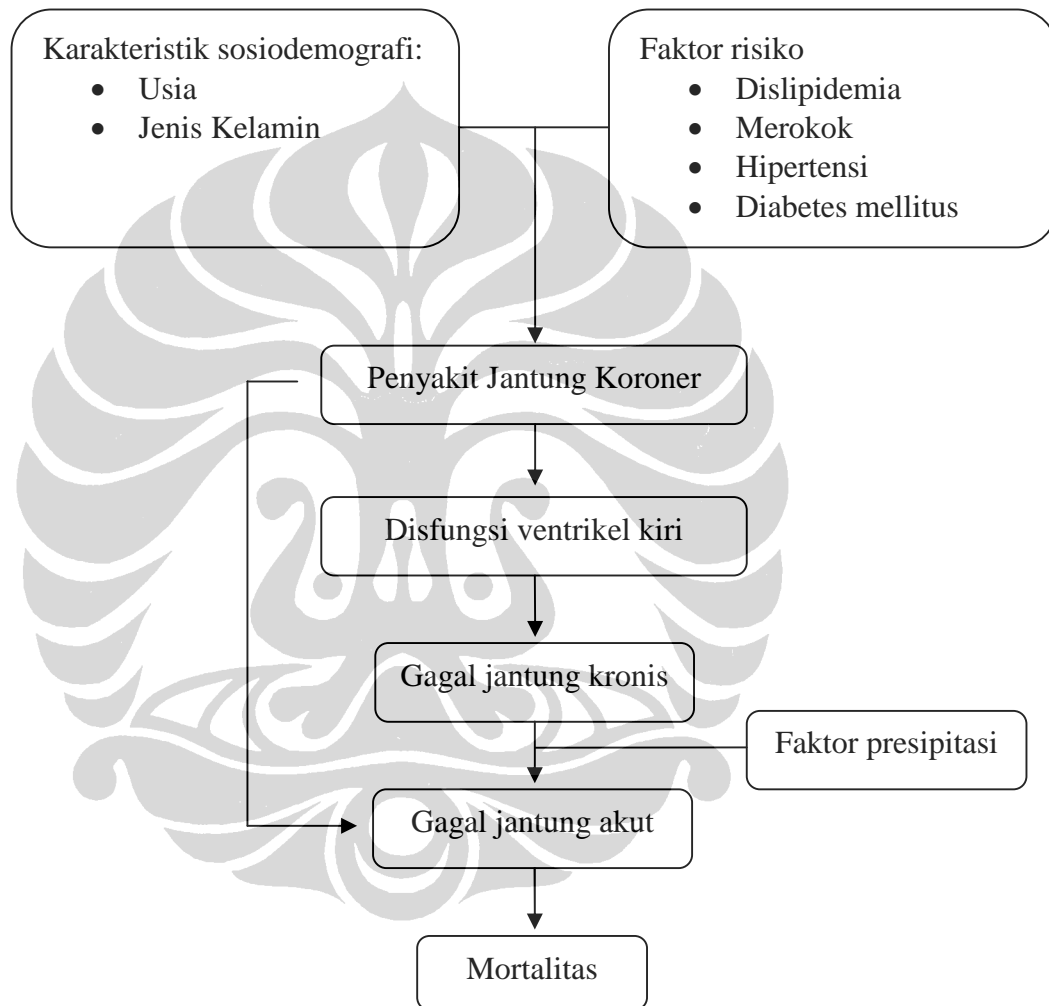 Karakteristik sosiodemografi:
• Usia
• Jenis Kelamin
Faktor risiko
• Dislipidemia
• Merokok
• Hipertensi
• Diabetes mellitus
Penyakit Jantung Koroner
Disfungsi ventrikel kiri
Gagal jantung kronis
Faktor presipitasi
Gagal jantung akut
Mortalitas